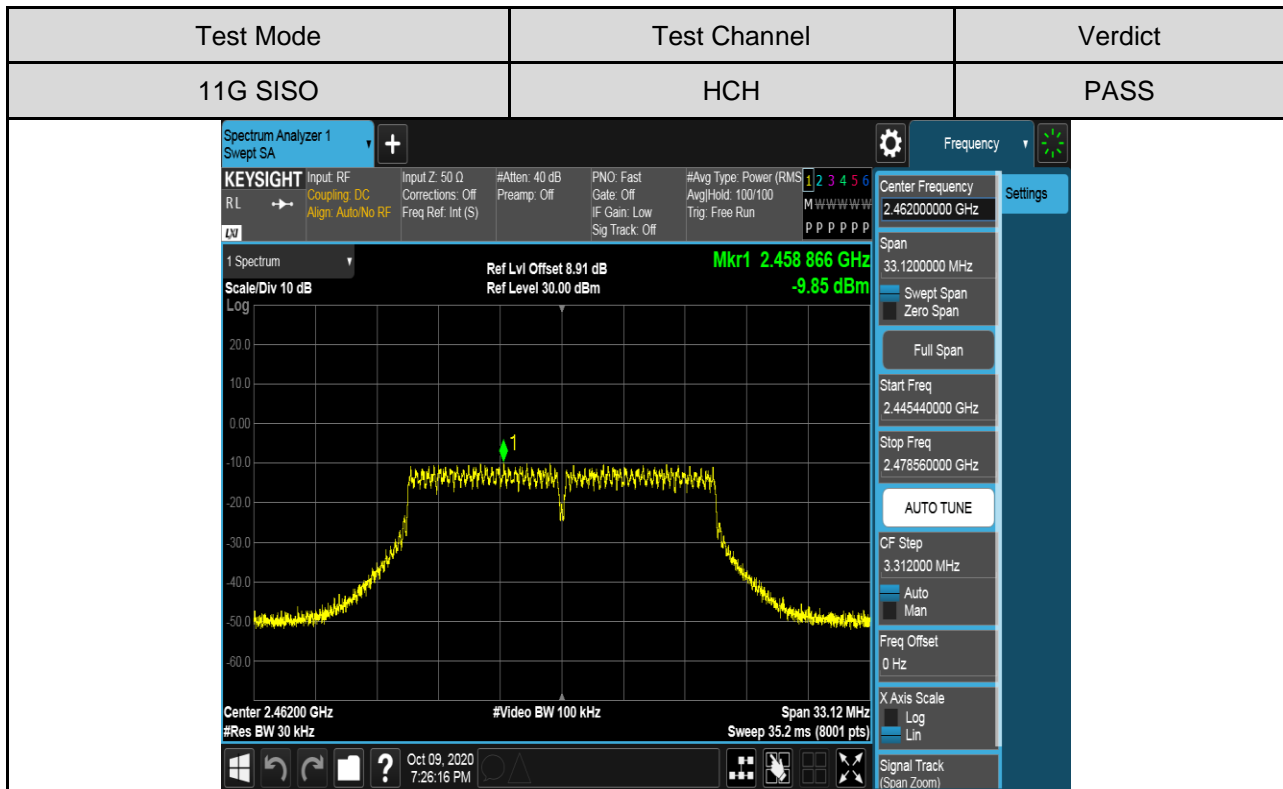 Test Mode Test Channel Verdict
11G SISO HCH PASS
Spectrum Analyzer 1
Swept SA
+
Frequency
KEYSIGHT
RL
LXI
Input: RF
Coupling: DC
Align: Auto/No RF
Input Z: 50 Ω
Corrections: Off
Freq Ref: Int (S)
#Atten: 40 dB
Preamp: Off
PNO: Fast
Gate: Off
IF Gain: Low
Sig Track: Off
#Avg Type: Power (RMS
Avg|Hold: 100/100
Trig: Free Run
1 2 3 4 5 6
M W W W W W
P P P P P P
1 Spectrum
Scale/Div 10 dB
Log
Ref Lvl Offset 8.91 dB
Ref Level 30.00 dBm
Mkr1 2.458 866 GHz
-9.85 dBm
20.0
10.0
0.00
-10.0
-20.0
-30.0
-40.0
-50.0
-60.0
1
Center 2.46200 GHz
#Res BW 30 kHz
#Video BW 100 kHz
Span 33.12 MHz
Sweep 35.2 ms (8001 pts)
Center Frequency
2.462000000 GHz
Settings
Span
33.1200000 MHz
Swept Span
Zero Span
Full Span
Start Freq
2.445440000 GHz
Stop Freq
2.478560000 GHz
AUTO TUNE
CF Step
3.312000 MHz
Auto
Man
Freq Offset
0 Hz
X Axis Scale
Log
Lin
Signal Track
(Span Zoom)
?
Oct 09, 2020
7:26:16 PM